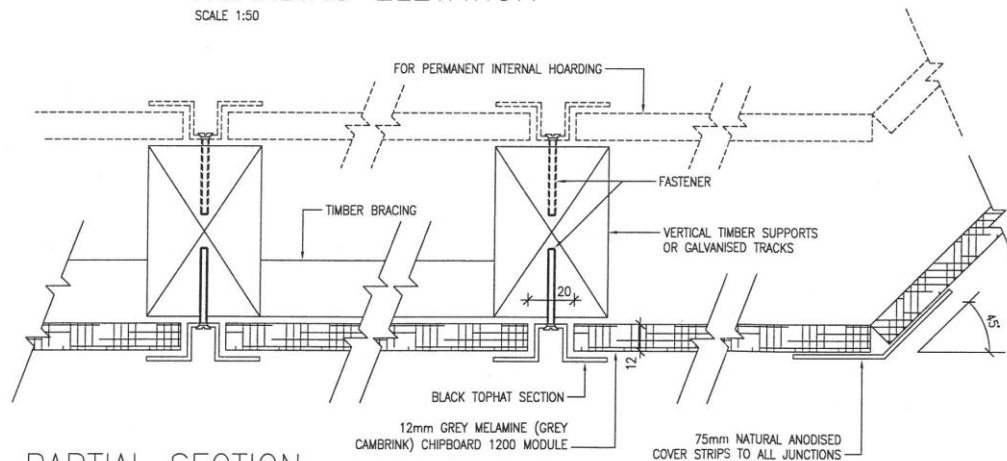 SCALE 1:50
FOR PERMANENT INTERNAL HOARDING
FASTENER
TIMBER BRACING
VERTICAL TIMBER SUPPORTS
OR GALVANISED TRACKS
20
45
12
BLACK TOPHAT SECTION
12mm GREY MELAMINE (GREY
CAMBRINK) CHIPBOARD 1200 MODULE
75mm NATURAL ANODISED
COVER STRIPS TO ALL JUNCTIONS
PARTIAL SECTION